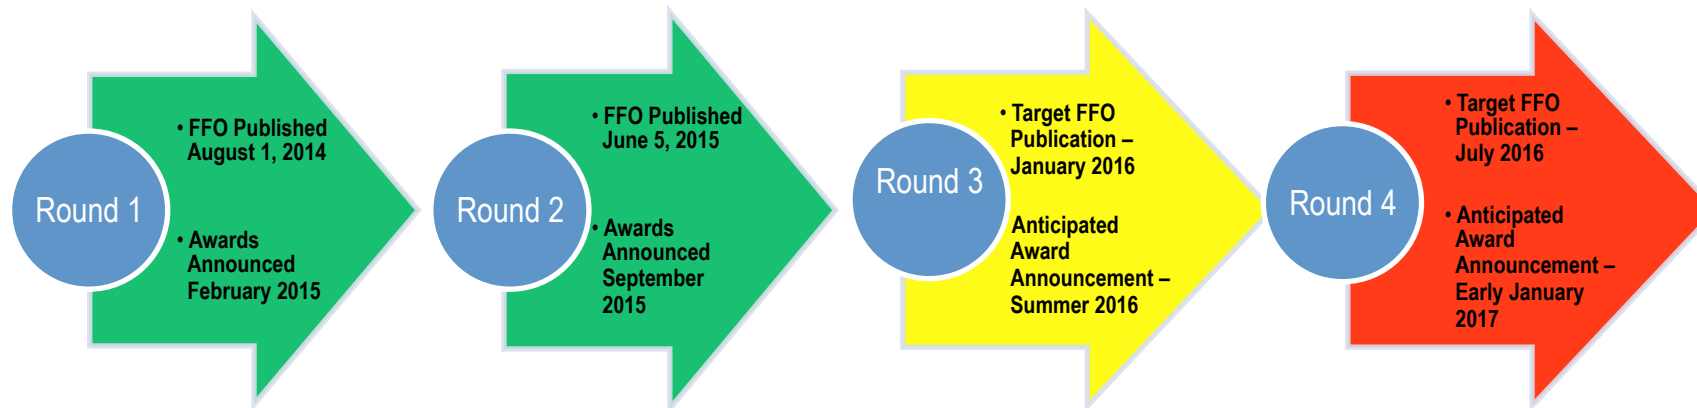 Round 1
• FFO Published
August 1, 2014
• Awards
Announced
February 2015
Round 2
• FFO Published
June 5, 2015
• Awards
Announced
September
2015
Round 3
• Target FFO
Publication –
January 2016
Anticipated
Award
Announcement –
Summer 2016
Round 4
• Target FFO
Publication –
July 2016
• Anticipated
Award
Announcement –
Early January
2017